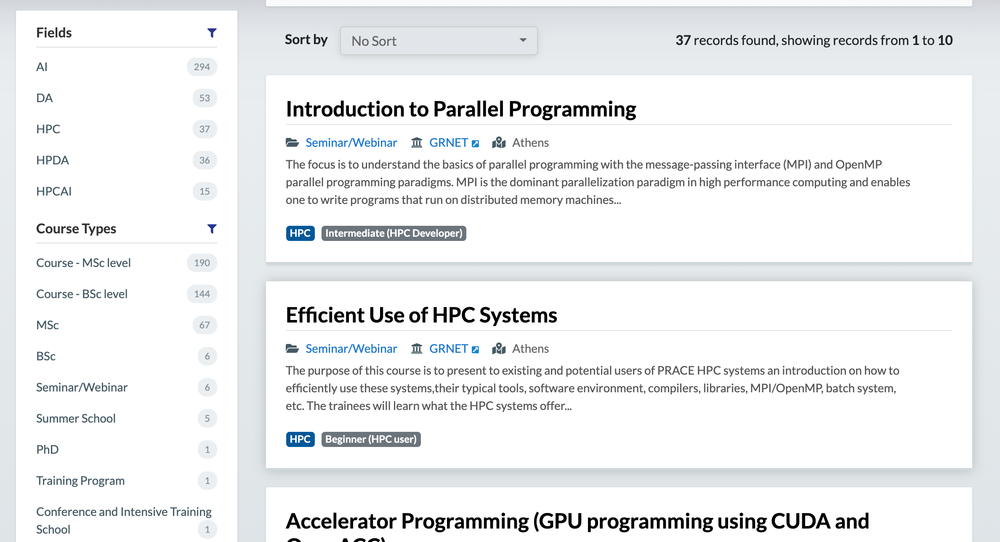 Fields
AI 294
DA 53
HPC 37
HPDA 36
HPCAI 15
Course Types
Course - MSc level 190
Course - BSc level 144
MSc 67
BSc 6
Seminar/Webinar 6
Summer School 5
PhD 1
Training Program 1
Conference and Intensive Training
School 1
Sort by No Sort 37 records found, showing records from 1 to 10
Introduction to Parallel Programming
Seminar/Webinar GRNET Athens
The focus is to understand the basics of parallel programming with the message-passing interface (MPI) and OpenMP
parallel programming paradigms. MPI is the dominant parallelization paradigm in high performance computing and enables
one to write programs that run on distributed memory machines...
HPC Intermediate (HPC Developer)
Efficient Use of HPC Systems
Seminar/Webinar GRNET Athens
The purpose of this course is to present to existing and potential users of PRACE HPC systems an introduction on how to
efficiently use these systems,their typical tools, software environment, compilers, libraries, MPI/OpenMP, batch system,
etc. The trainees will learn what the HPC systems offer...
HPC Beginner (HPC user)
Accelerator Programming (GPU programming using CUDA and